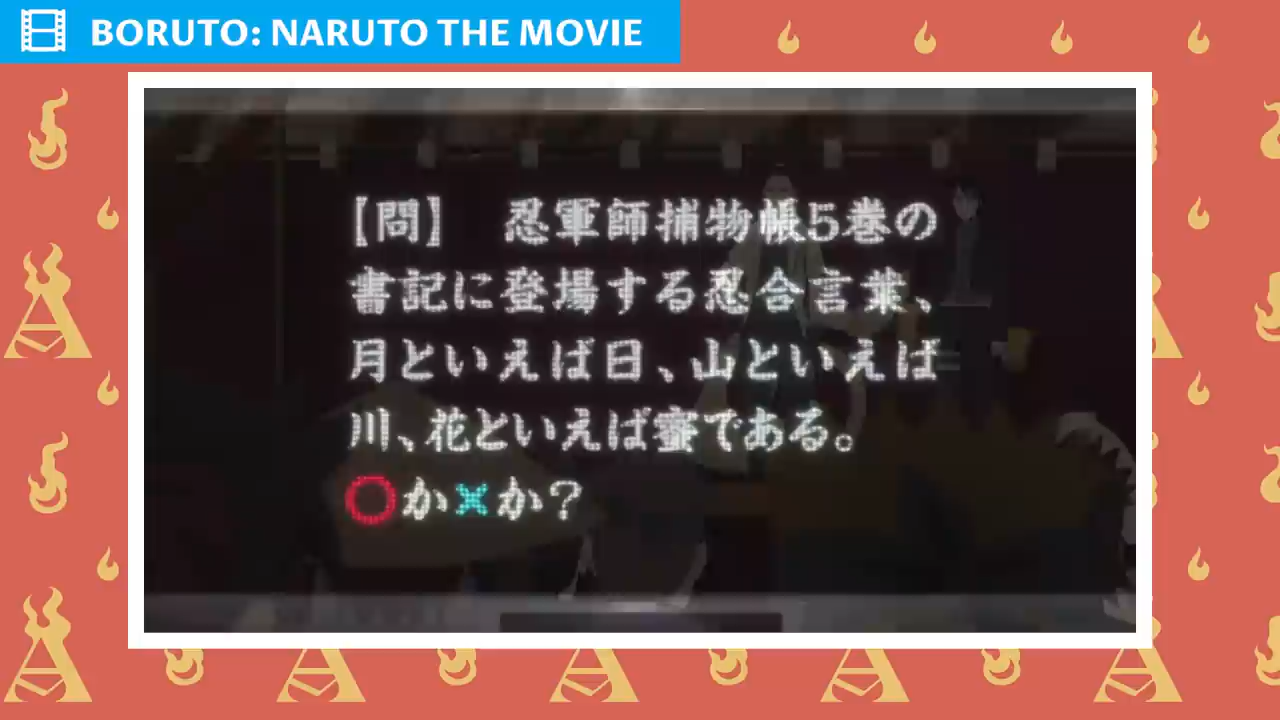 BORUTO: NARUTO THE MOVIE
【問】　忍軍師捕物帳5巻の
書記に登場する忍合言葉、
月といえば日、山といえば
川、花といえば蜜である。
〇か×か?